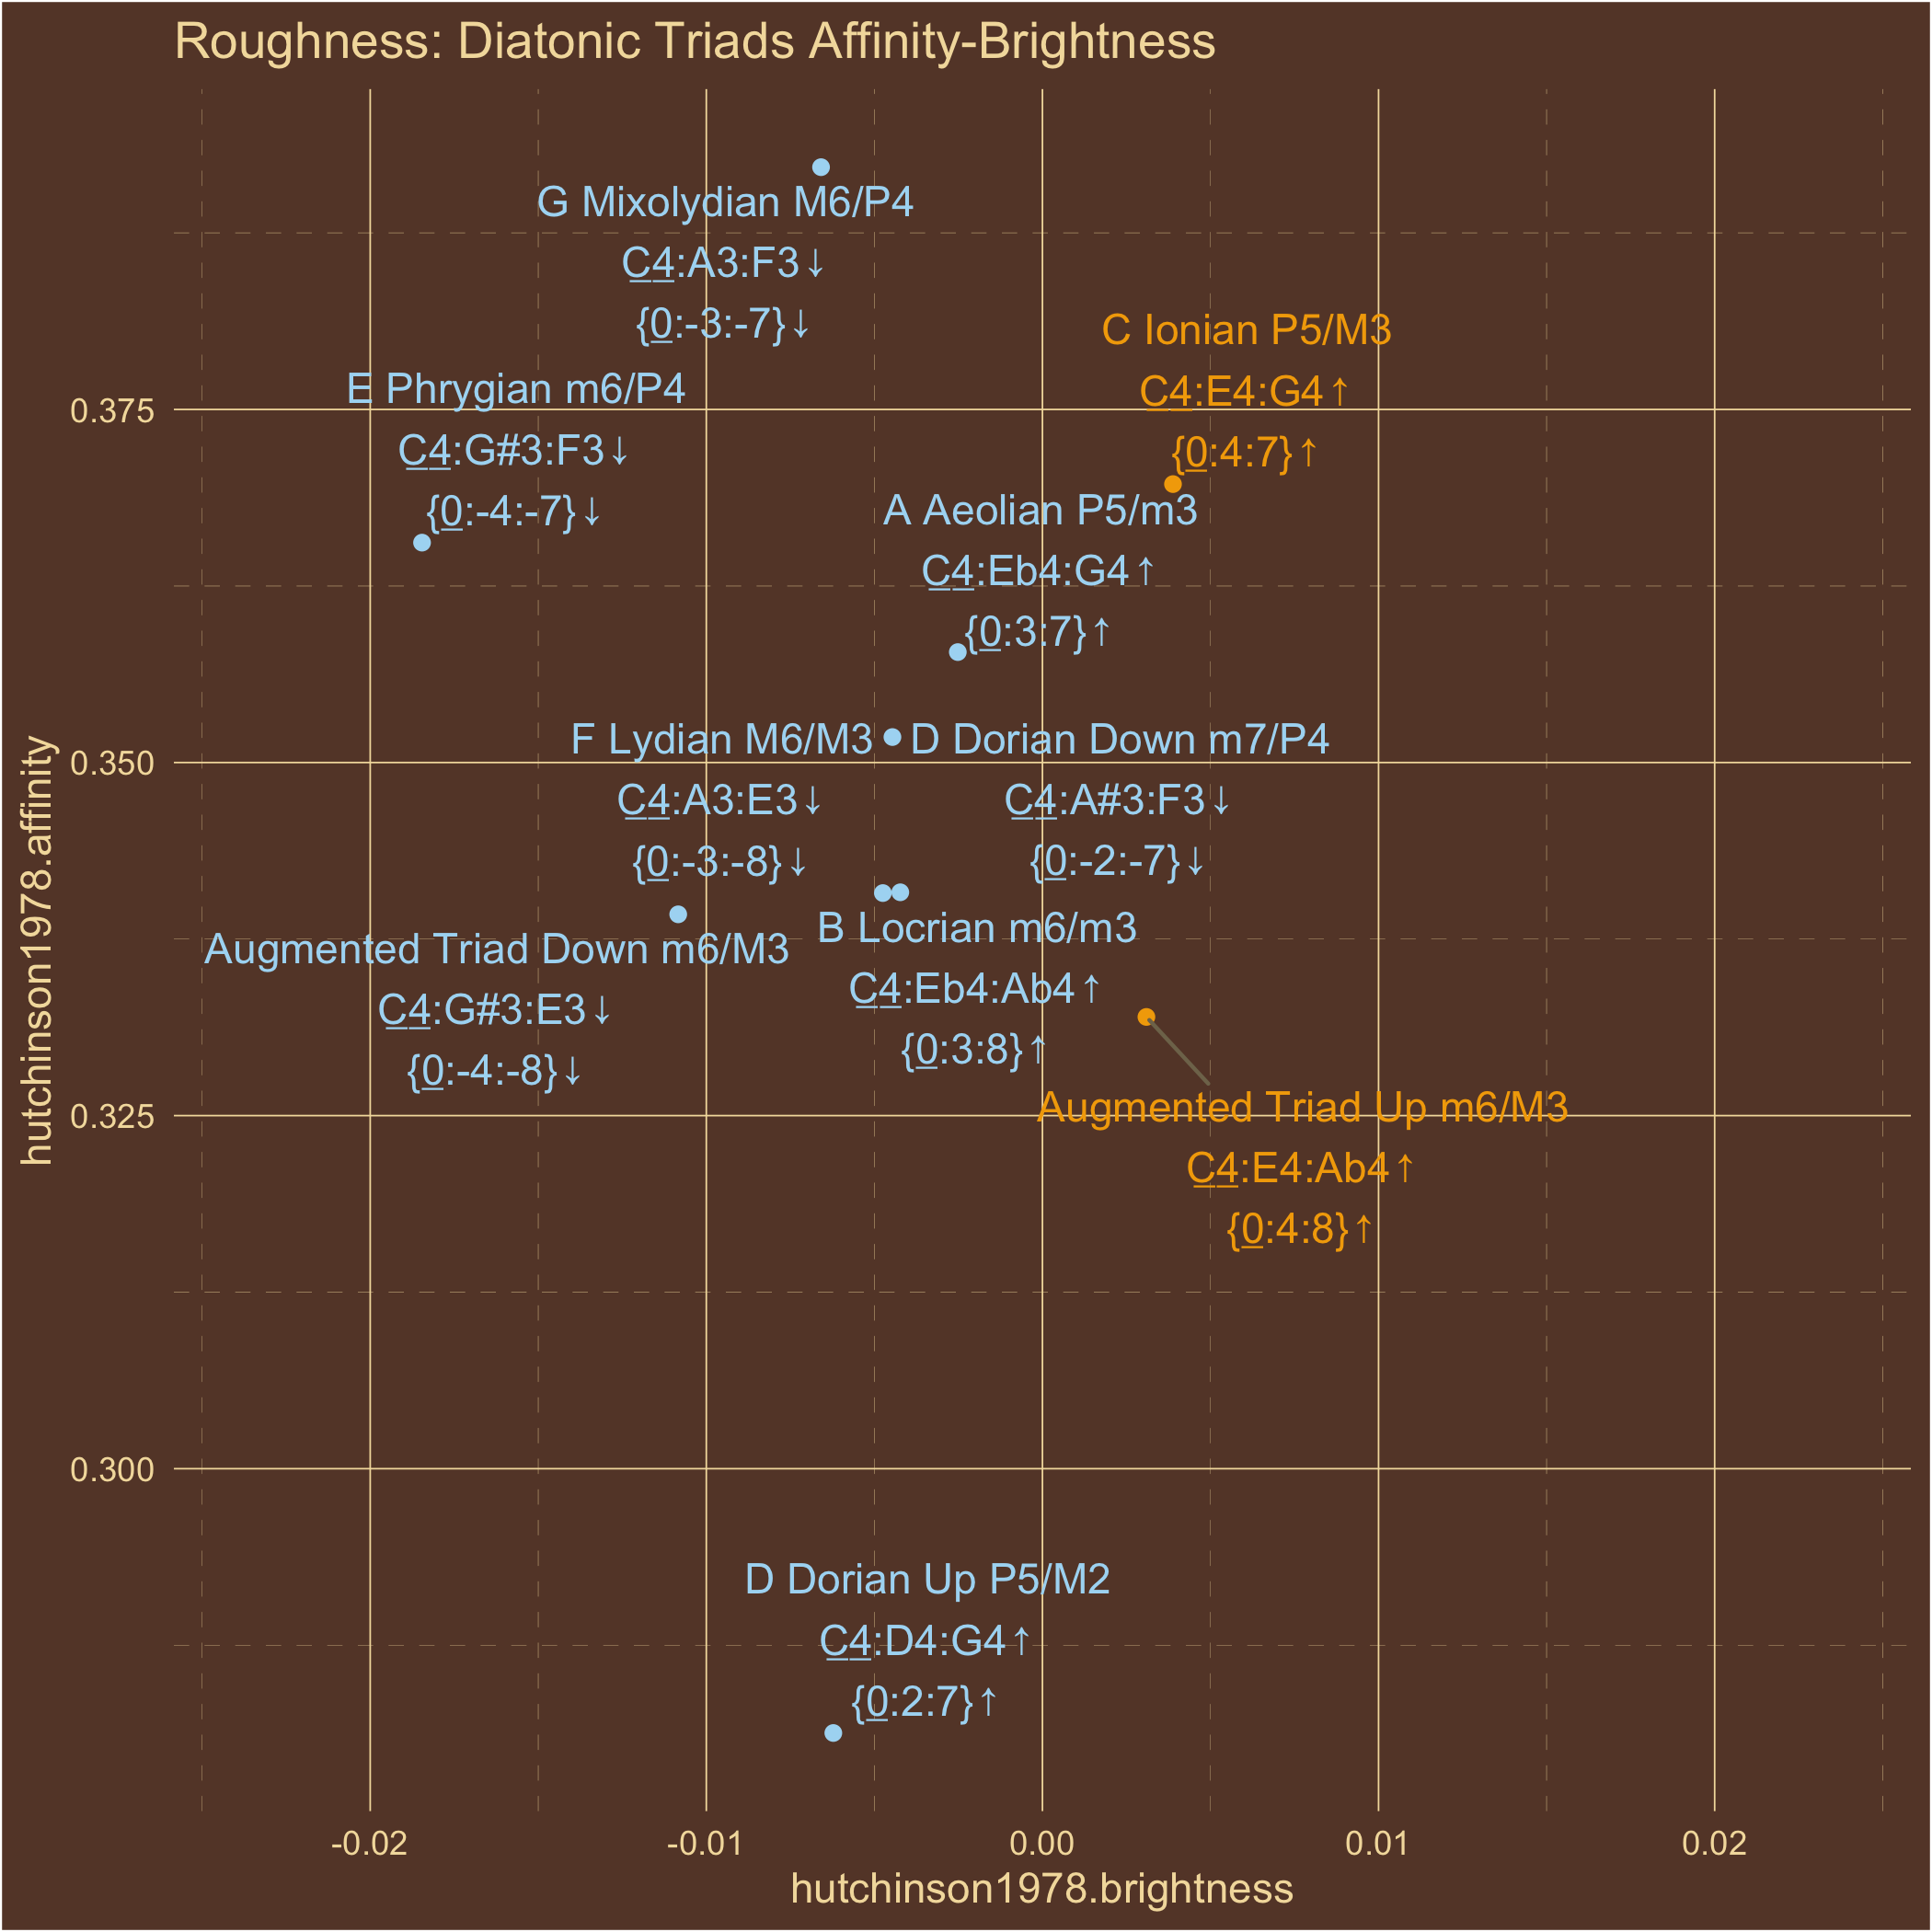 Roughness: Diatonic Triads Affinity-Brightness
G Mixolydian M6/P4
C4:A3:F3↓
{0:-3:-7}↓
C Ionian P5/M3
C4:E4:G4↑
{0:4:7}↑
E Phrygian m6/P4
C4:G#3:F3↓
{0:-4:-7}↓
A Aeolian P5/m3
C4:Eb4:G4↑
{0:3:7}↑
F Lydian M6/M3
C4:A3:E3↓
{0:-3:-8}↓
D Dorian Down m7/P4
C4:A#3:F3↓
{0:-2:-7}↓
Augmented Triad Down m6/M3
C4:G#3:E3↓
{0:-4:-8}↓
B Locrian m6/m3
C4:Eb4:Ab4↑
{0:3:8}↑
Augmented Triad Up m6/M3
C4:E4:Ab4↑
{0:4:8}↑
D Dorian Up P5/M2
C4:D4:G4↑
{0:2:7}↑
0.375
0.350
0.325
0.300
hutchinson1978.affinity
-0.02
-0.01
0.00
0.01
0.02
hutchinson1978.brightness